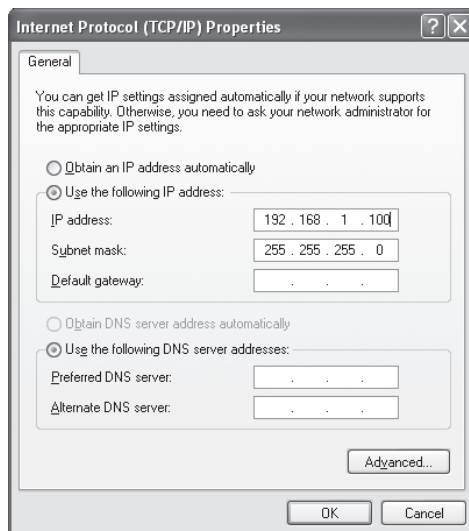 Internet Protocol (TCP/IP) Properties
General
You can get IP settings assigned automatically if your network supports
this capability. Otherwise, you need to ask your network administrator for
the appropriate IP settings.
Obtain an IP address automatically
Use the following IP address:
IP address: 192 . 168 . 1 . 100
Subnet mask: 255 . 255 . 255 . 0
Default gateway: . . .
Obtain DNS server address automatically
Use the following DNS server addresses:
Preferred DNS server: . . .
Alternate DNS server: . . .
Advanced...
OK Cancel